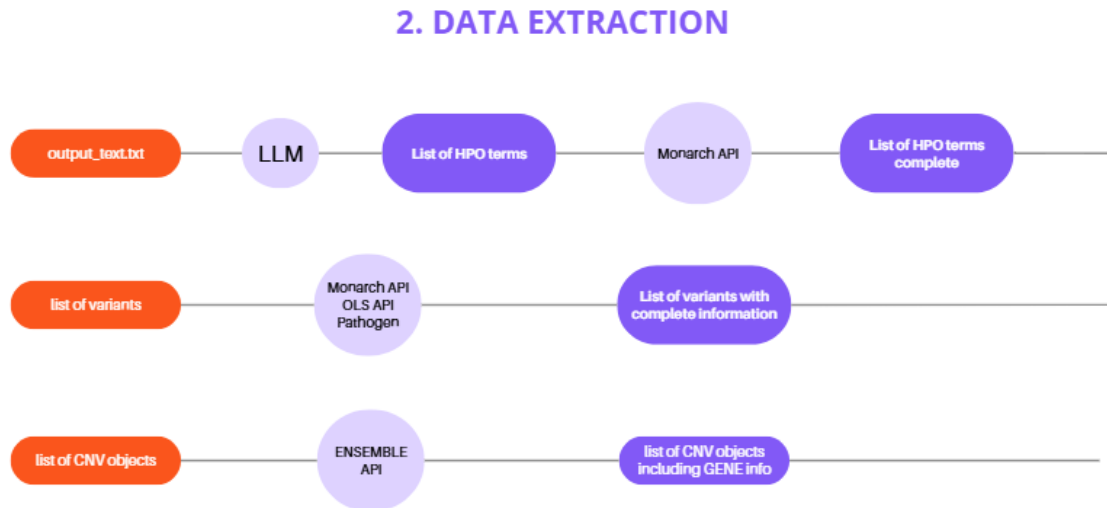 2. DATA EXTRACTION
output_text.txt
LLM
List of HPO terms
Monarch API
List of HPO terms
complete
list of variants
Monarch API
OLS API
Pathogen
List of variants with
complete information
list of CNV objects
ENSEMBLE
API
list of CNV objects
including GENE info